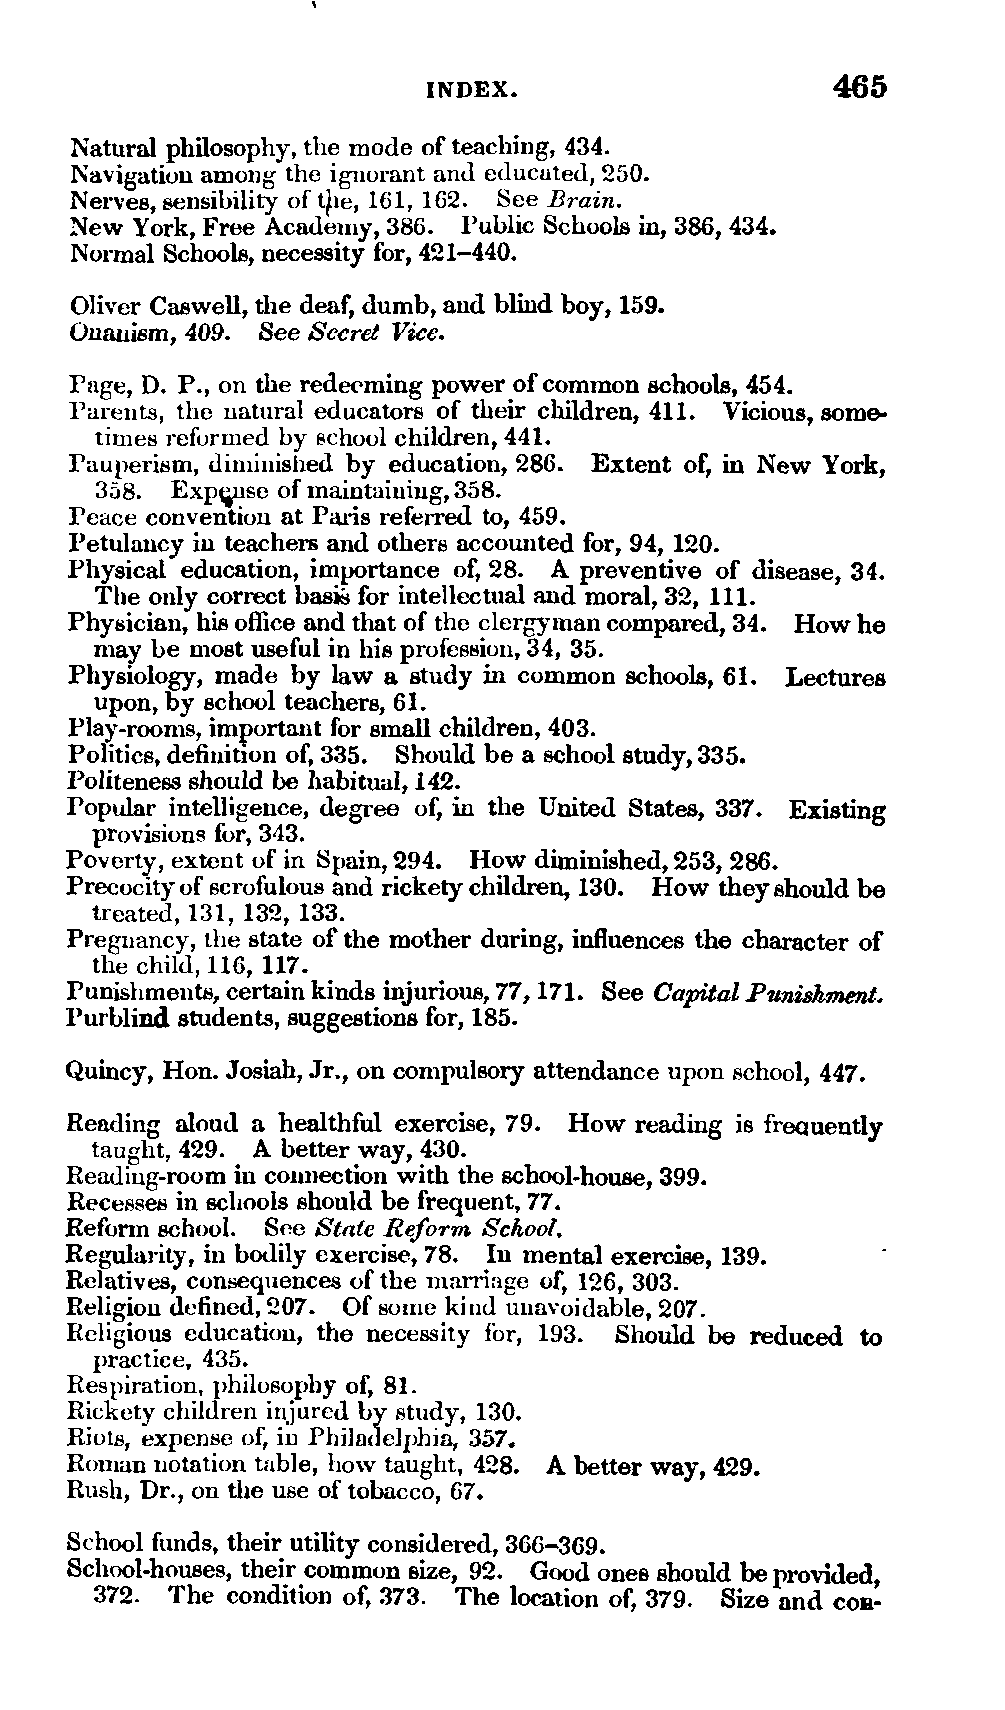 INDEX. 465
Natural philosophy, the mode of teaching, 434.
Navigation among the ignorant and educated, 250.
Nerves, sensibility of the, 161, 162. See Brain.
New York, Free Academy, 386. Public Schools in, 386, 434.
Normal Schools, necessity for, 421–440.
Oliver Caswell, the deaf, dumb, and blind boy, 159.
Onanism, 409. See Secret Vice.
Page, D. P., on the redeeming power of common schools, 454.
Parents, the natural educators of their children, 411. Vicious, some-
times reformed by school children, 441.
Pauperism, diminished by education, 286. Extent of, in New York,
358. Expense of maintaining, 358.
Peace convention at Paris referred to, 459.
Petulancy in teachers and others accounted for, 94, 120.
Physical education, importance of, 28. A preventive of disease, 34.
The only correct basis for intellectual and moral, 32, 111.
Physician, his office and that of the clergyman compared, 34. How he
may be most useful in his profession, 34, 35.
Physiology, made by law a study in common schools, 61. Lectures
upon, by school teachers, 61.
Play-rooms, important for small children, 403.
Politics, definition of, 335. Should be a school study, 335.
Politeness should be habitual, 142.
Popular intelligence, degree of, in the United States, 337. Existing
provisions for, 343.
Poverty, extent of in Spain, 294. How diminished, 253, 286.
Precocity of scrofulous and rickety children, 130. How they should be
treated, 131, 132, 133.
Pregnancy, the state of the mother during, influences the character of
the child, 116, 117.
Punishments, certain kinds injurious, 77, 171. See Capital Punishment.
Purblind students, suggestions for, 185.
Quincy, Hon. Josiah, Jr., on compulsory attendance upon school, 447.
Reading aloud a healthful exercise, 79. How reading is frequently
taught, 429. A better way, 430.
Reading-room in connection with the school-house, 399.
Recesses in schools should be frequent, 77.
Reform school. See State Reform School.
Regularity, in bodily exercise, 78. In mental exercise, 139.
Relatives, consequences of the marriage of, 126, 303.
Religion defined, 207. Of some kind unavoidable, 207.
Religious education, the necessity for, 193. Should be reduced to
practice, 435.
Respiration, philosophy of, 81.
Rickety children injured by study, 130.
Riots, expense of, in Philadelphia, 357.
Roman notation table, how taught, 428. A better way, 429.
Rush, Dr., on the use of tobacco, 67.
School funds, their utility considered, 366–369.
School-houses, their common size, 92. Good ones should be provided,
372. The condition of, 373. The location of, 379. Size and con-